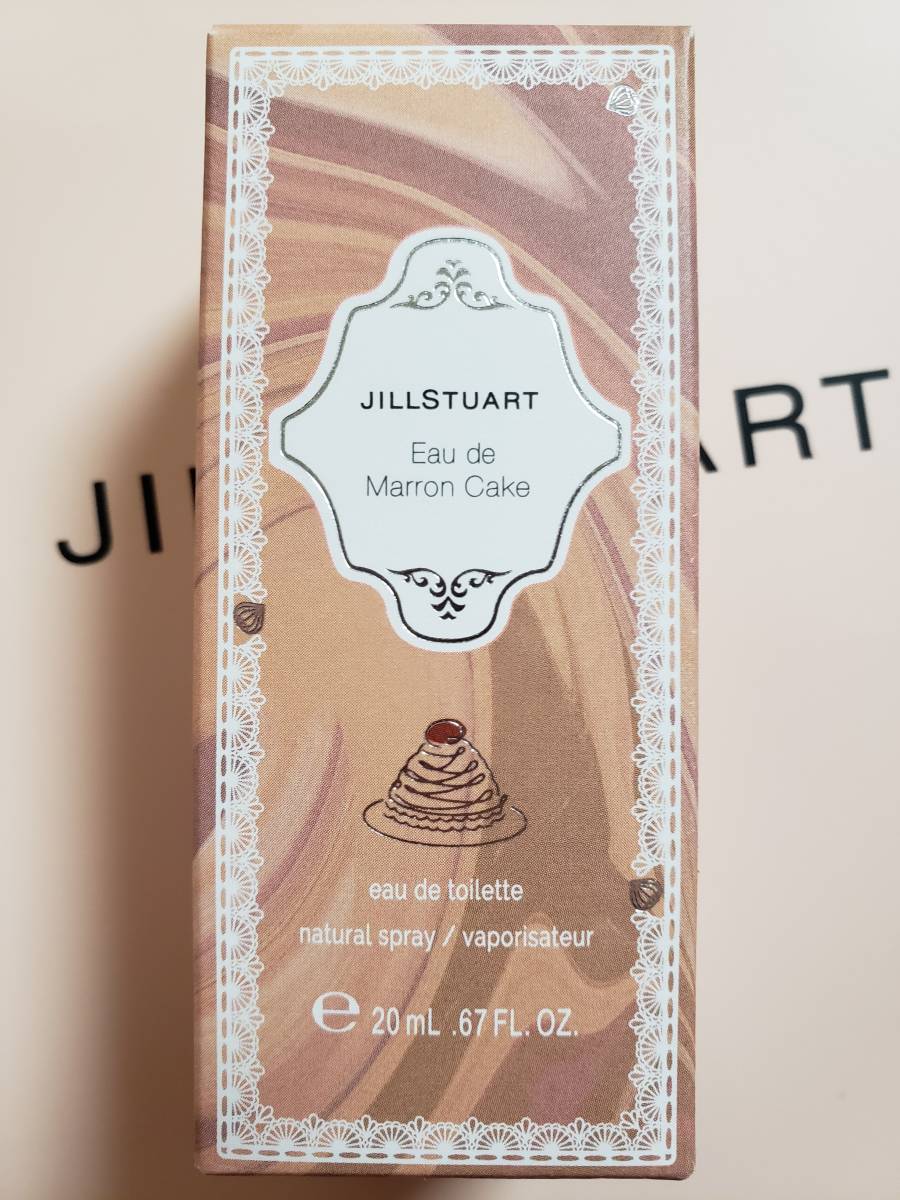 JILLSTUART
Eau de
Marron Cake
eau de toilette
natural spray / vaporisateur
e 20 mL .67 FL. OZ.
JI ART